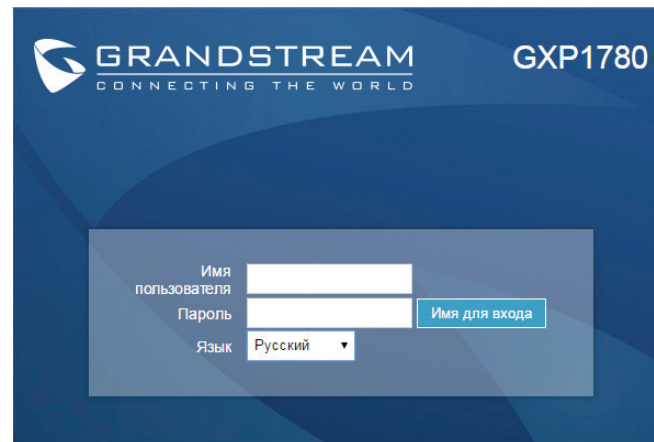 GRANDSTREAM
CONNECTING THE WORLD
GXP1780
Имя
пользователя
Пароль
Имя для входа
Язык
Русский